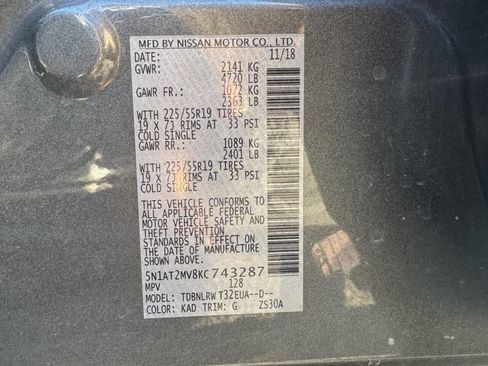 MFD BY NISSAN MOTOR CO., LTD.
DATE: 11/18
GVWR: 2141 KG
4720 LB
GAWR FR.: 1072 KG
2363 LB
WITH 225/55R19 TIRES
19 X 7J RIMS AT 33 PSI
COLD SINGLE
GAWR RR.: 1089 KG
2401 LB
WITH 225/55R19 TIRES
19 X 7J RIMS AT 33 PSI
COLD SINGLE
THIS VEHICLE CONFORMS TO
ALL APPLICABLE FEDERAL
MOTOR VEHICLE SAFETY AND
THEFT PREVENTION
STANDARDS IN EFFECT ON
THE DATE OF MANUFACTURE
SHOWN ABOVE.
5N1AT2MV8KC743287
MPV 128
MODEL: TDBNLRWT32EUA--D--
COLOR: KAD TRIM: G ZS30A